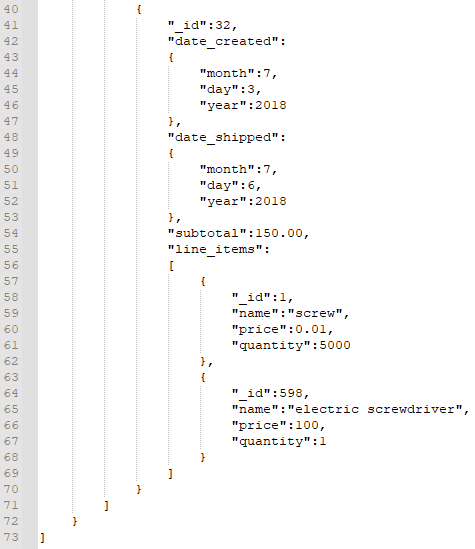 40 {
41 "_id":32,
42 "date_created":
43 {
44 "month":7,
45 "day":3,
46 "year":2018
47 },
48 "date_shipped":
49 {
50 "month":7,
51 "day":6,
52 "year":2018
53 },
54 "subtotal":150.00,
55 "line_items":
56 [
57 {
58 "_id":1,
59 "name":"screw",
60 "price":0.01,
61 "quantity":5000
62 },
63 {
64 "_id":598,
65 "name":"electric screwdriver",
66 "price":100,
67 "quantity":1
68 }
69 ]
70 }
71 ]
72 }
73 ]